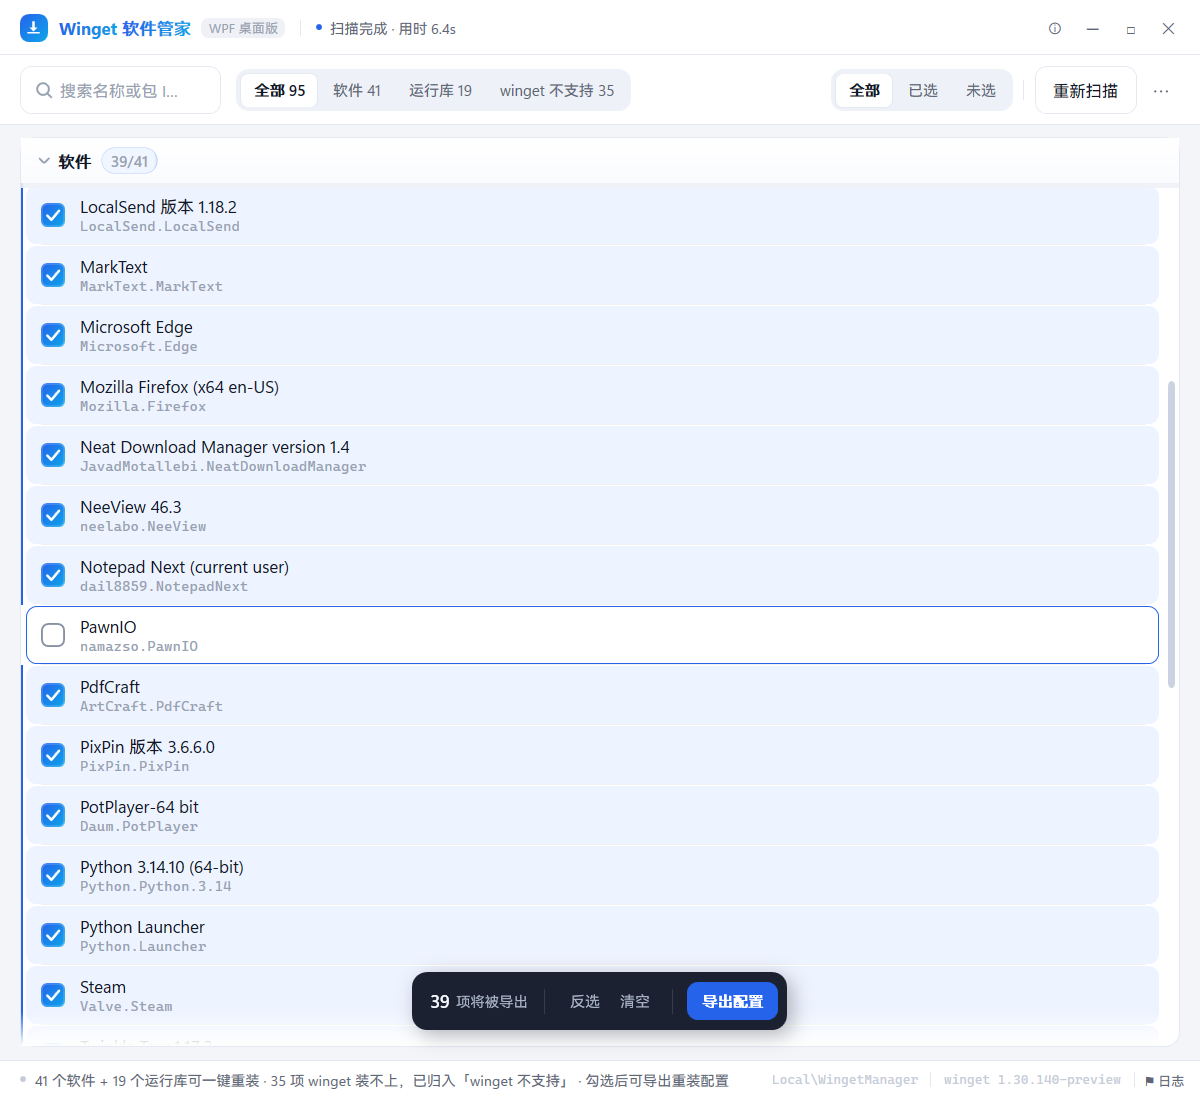 Winget 软件管家 WPF 桌面版 扫描完成 · 用时 6.4s
搜索名称或包 I... 全部 95 软件 41 运行库 19 winget 不支持 35 全部 已选 未选 重新扫描 ...
软件 39/41
LocalSend 版本 1.18.2
LocalSend.LocalSend
MarkText
MarkText.MarkText
Microsoft Edge
Microsoft.Edge
Mozilla Firefox (x64 en-US)
Mozilla.Firefox
Neat Download Manager version 1.4
JavadMotallebi.NeatDownloadManager
NeeView 46.3
neelabo.NeeView
Notepad Next (current user)
dail8859.NotepadNext
PawnIO
namazso.PawnIO
PdfCraft
ArtCraft.PdfCraft
PixPin 版本 3.6.6.0
PixPin.PixPin
PotPlayer-64 bit
Daum.PotPlayer
Python 3.14.10 (64-bit)
Python.Python.3.14
Python Launcher
Python.Launcher
Steam
Valve.Steam
39 项将被导出 反选 清空 导出配置
41 个软件 + 19 个运行库可一键重装 · 35 项 winget 装不上，已归入「winget 不支持」 · 勾选后可导出重装配置 Local\WingetManager winget 1.30.140-preview 日志